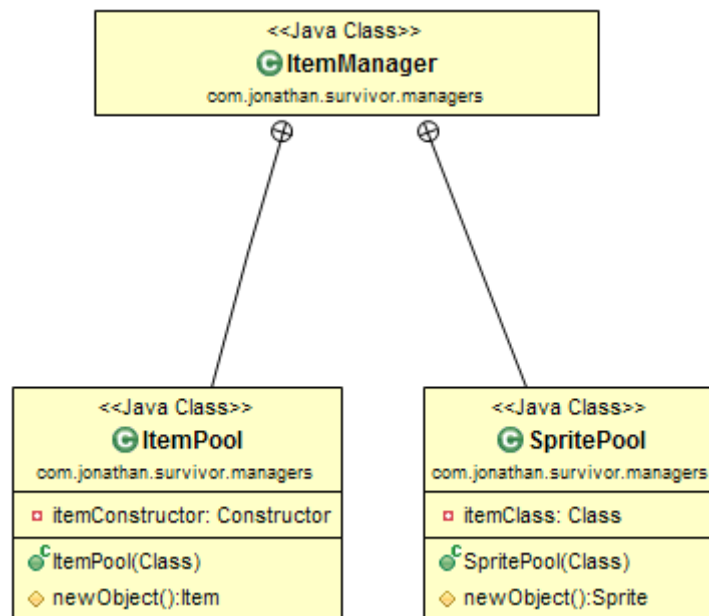 <<Java Class>>
ItemManager
com.jonathan.survivor.managers
<<Java Class>>
ItemPool
com.jonathan.survivor.managers
itemConstructor: Constructor
ItemPool(Class)
newObject():Item
<<Java Class>>
SpritePool
com.jonathan.survivor.managers
itemClass: Class
SpritePool(Class)
newObject():Sprite